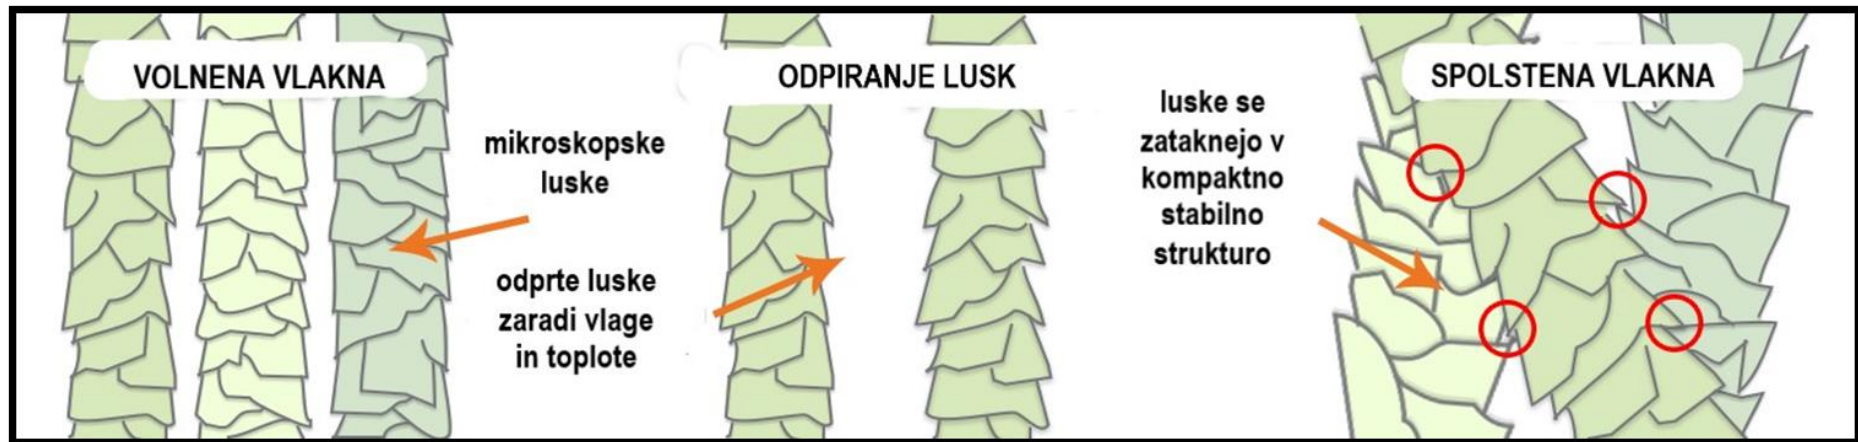 VOLNENA VLAKNA
mikroskopske
luske
odprte luske
zaradi vlage
in toplote
ODPIRANJE LUSK
luske se
zataknejo v
kompaktno
stabilno
strukturo
SPOLSTENA VLAKNA